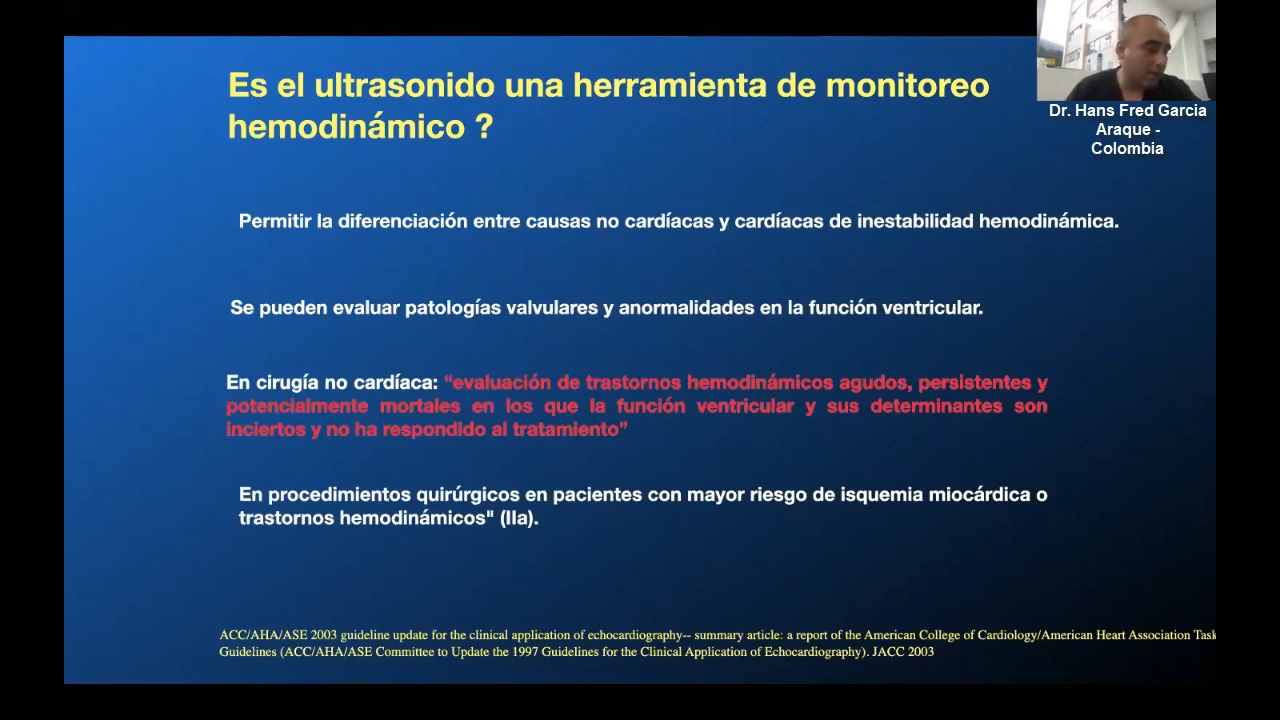 Es el ultrasonido una herramienta de monitoreo
hemodinámico ?
Dr. Hans Fred Garcia
Araque -
Colombia
Permitir la diferenciación entre causas no cardíacas y cardíacas de inestabilidad hemodinámica.
Se pueden evaluar patologías valvulares y anormalidades en la función ventricular.
En cirugía no cardíaca: "evaluación de trastornos hemodinámicos agudos, persistentes y
potencialmente mortales en los que la función ventricular y sus determinantes son
inciertos y no ha respondido al tratamiento"
En procedimientos quirúrgicos en pacientes con mayor riesgo de isquemia miocárdica o
trastornos hemodinámicos" (IIa).
ACC/AHA/ASE 2003 guideline update for the clinical application of echocardiography-- summary article: a report of the American College of Cardiology/American Heart Association Task
Guidelines (ACC/AHA/ASE Committee to Update the 1997 Guidelines for the Clinical Application of Echocardiography). JACC 2003